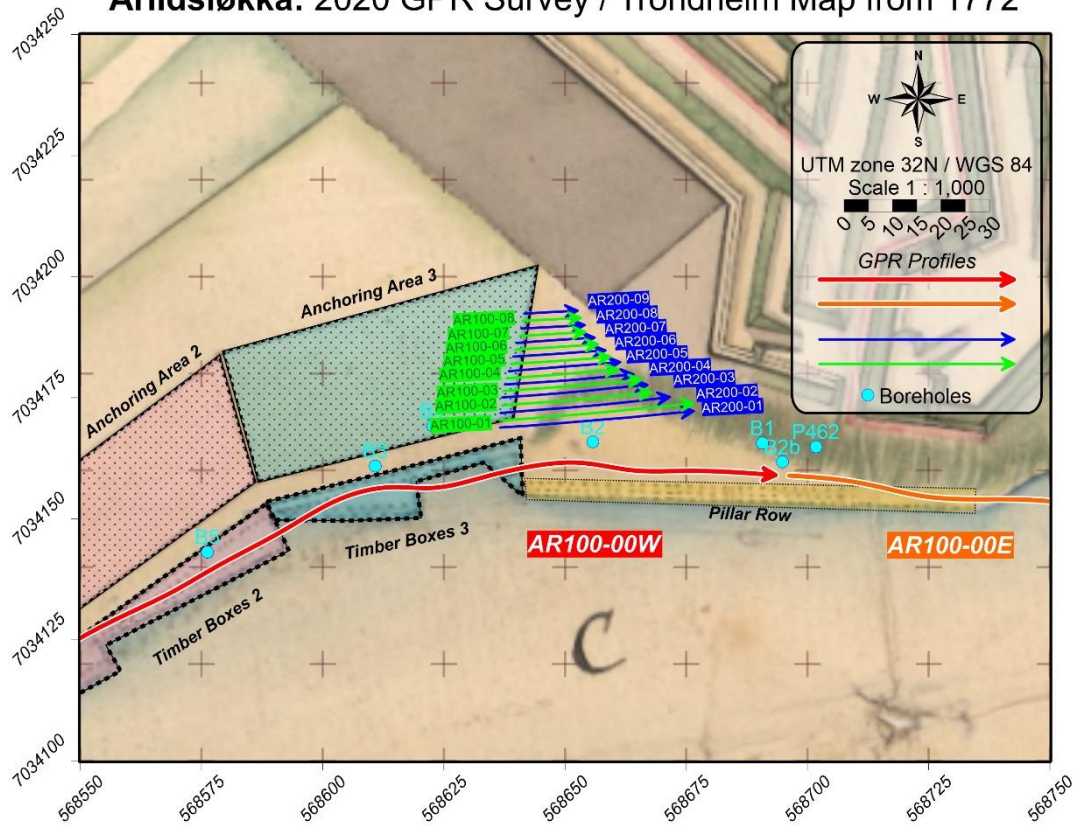 Arildsløkka: 2020 GPR Survey / Trondheim Map from 1772
7034250
7034225
7034200
7034175
7034150
7034125
7034100
568550
568575
568600
568625
568650
568675
568700
568725
568750
N
W
E
S
UTM zone 32N / WGS 84
Scale 1 : 1,000
0 5 10 15 20 25 30
GPR Profiles
Boreholes
Anchoring Area 3
Anchoring Area 2
AR100-08
AR100-07
AR100-06
AR100-05
AR100-04
AR100-03
AR100-02
AR100-01
AR200-09
AR200-08
AR200-07
AR200-06
AR200-05
AR200-04
AR200-03
AR200-02
AR200-01
B2
B1
B2b
P462
Timber Boxes 3
Timber Boxes 2
Pillar Row
AR100-00W
AR100-00E
C